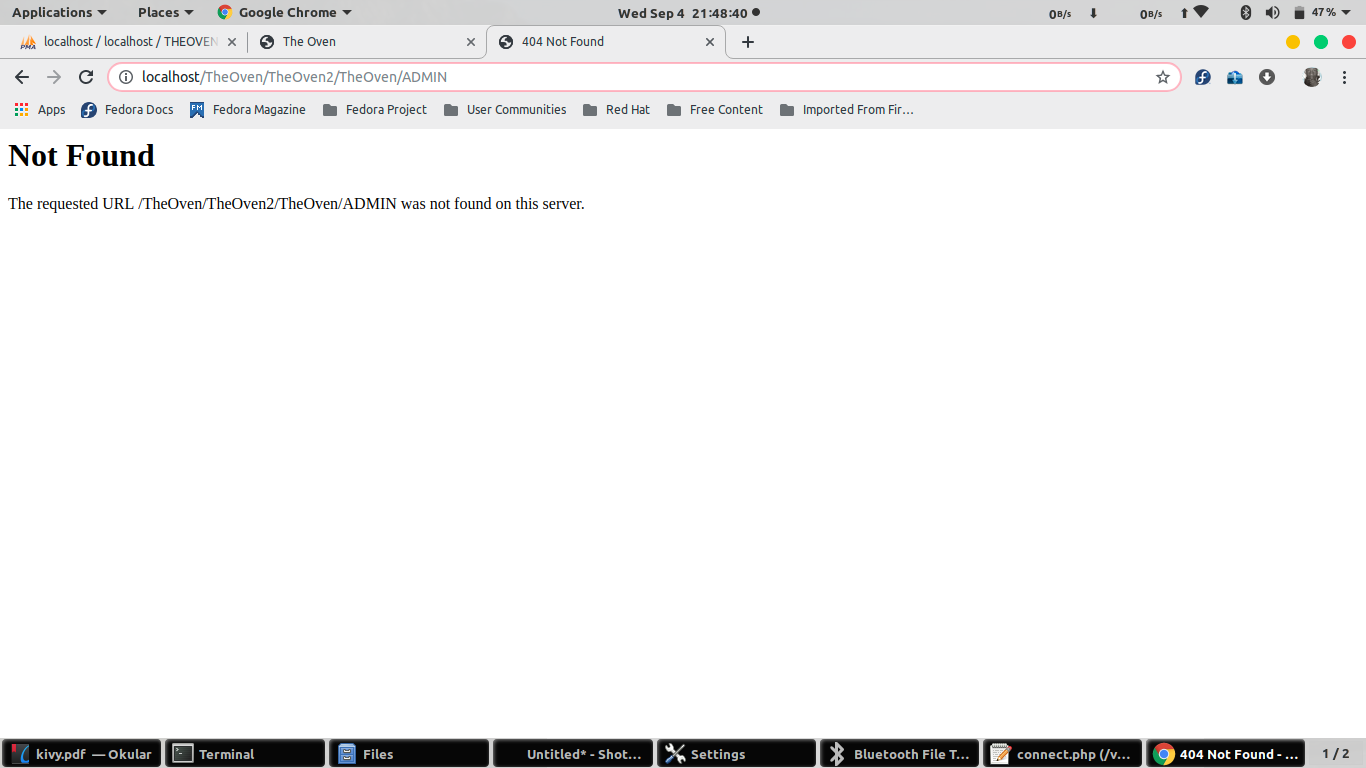 Applications Places Google Chrome Wed Sep 4 21:48:40 0B/s 0B/s 47%
localhost / localhost / THEOVEN The Oven 404 Not Found
localhost/TheOven/TheOven2/TheOven/ADMIN
Apps Fedora Docs Fedora Magazine Fedora Project User Communities Red Hat Free Content Imported From Fir...
Not Found
The requested URL /TheOven/TheOven2/TheOven/ADMIN was not found on this server.
kivy.pdf — Okular Terminal Files Untitled* - Shot... Settings Bluetooth File T... connect.php (/v... 404 Not Found - ... 1 / 2